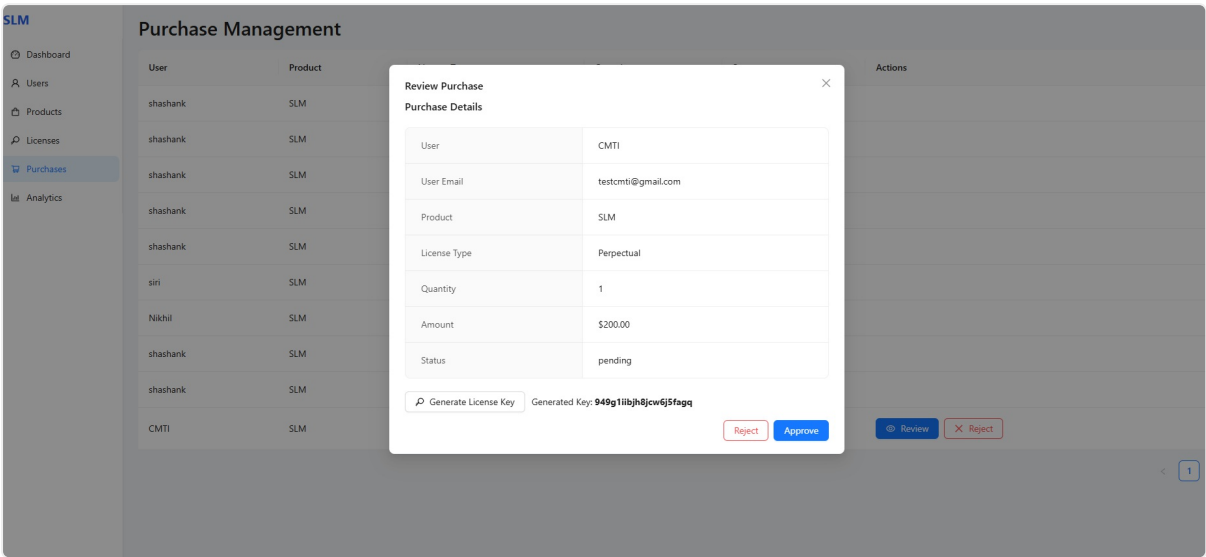 SLM
Purchase Management
Dashboard
Users
Products
Licenses
Purchases
Analytics
User Product Actions
shashank SLM
shashank SLM
shashank SLM
shashank SLM
shashank SLM
siri SLM
Nikhil SLM
shashank SLM
shashank SLM
CMTI SLM Review Reject
1
Review Purchase
Purchase Details
User CMTI
User Email testcmti@gmail.com
Product SLM
License Type Perpectual
Quantity 1
Amount $200.00
Status pending
Generate License Key Generated Key: 949g1iibjh8jcw6j5fagq
Reject Approve